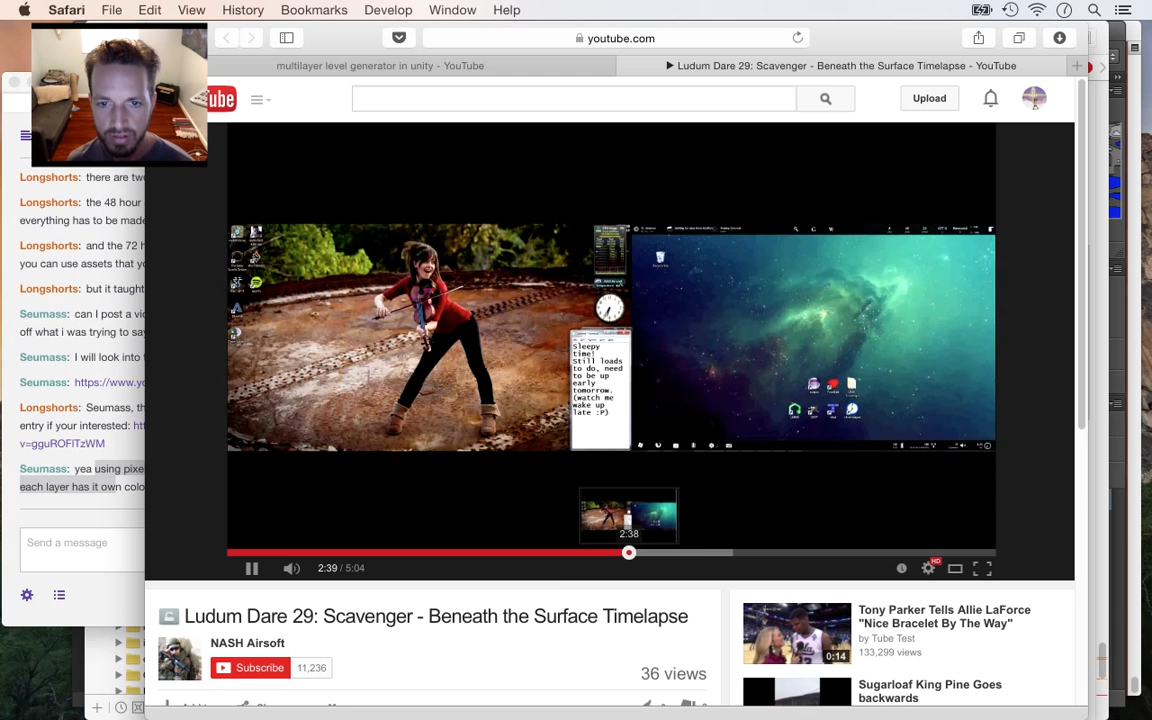 Safari File Edit View History Bookmarks Develop Window Help
youtube.com
multilayer level generator in unity - YouTube
▶ Ludum Dare 29: Scavenger - Beneath the Surface Timelapse - YouTube
Upload
Longshorts: there are tw
Longshorts: the 48 hour
everything has to be made
Longshorts: and the 72 h
you can use assets that yo
Longshorts: but it taught
Seumass: can I post a vid
off what i was trying to say
Seumass: I will look into t
Seumass: https://www.yo
Longshorts: Seumass, th
entry if your interested: htt
v=gguROFlTzWM
Seumass: yea using pixe
each layer has it own colo
Send a message
Sleepy
time!
Still loads
to do, need
to be up
early
tomorrow.
(watch me
wake up
late :P)
2:38
2:39 / 5:04
HD
Ludum Dare 29: Scavenger - Beneath the Surface Timelapse
NASH Airsoft
Subscribe 11,236
36 views
Tony Parker Tells Allie LaForce
"Nice Bracelet By The Way"
by Tube Test
133,299 views
0:14
Sugarloaf King Pine Goes
backwards